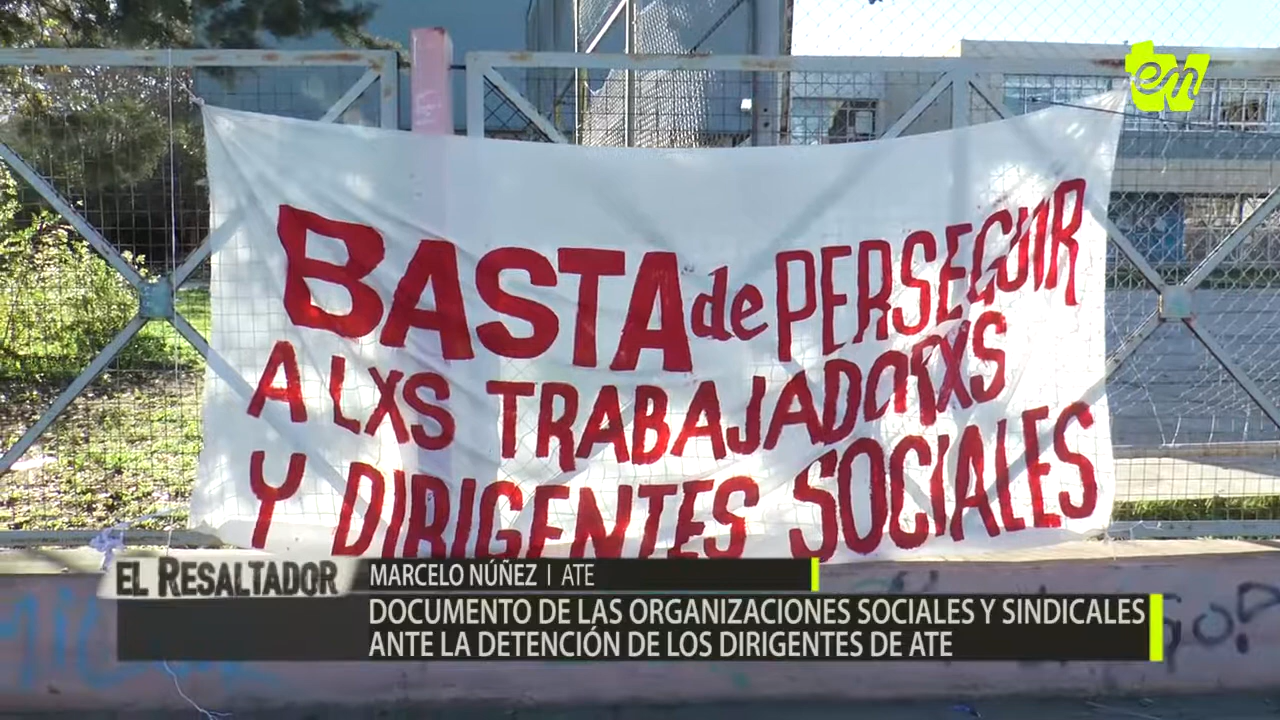 em
BASTA de PERSEGUIR
A LXS TRABAJADORXS
Y DIRIGENTES SOCIALES
EL RESALTADOR
MARCELO NÚÑEZ | ATE
DOCUMENTO DE LAS ORGANIZACIONES SOCIALES Y SINDICALES
ANTE LA DETENCIÓN DE LOS DIRIGENTES DE ATE